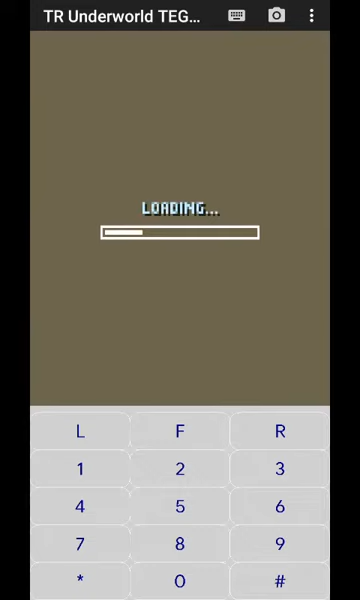 TR Underworld TEG...
LOADING...
L F R
1 2 3
4 5 6
7 8 9
* 0 #